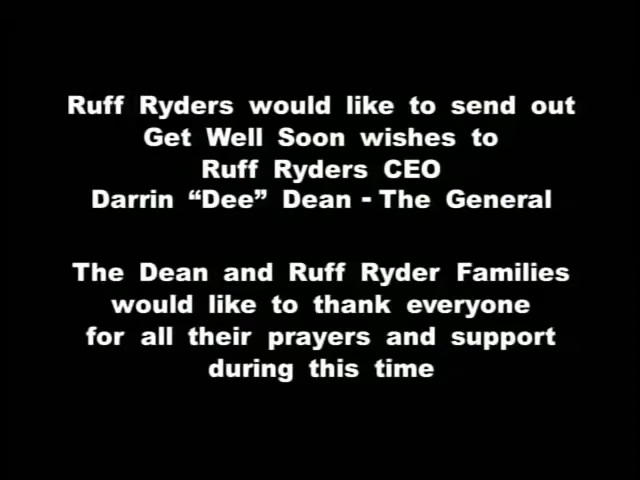 Ruff Ryders would like to send out
Get Well Soon wishes to
Ruff Ryders CEO
Darrin “Dee” Dean - The General
The Dean and Ruff Ryder Families
would like to thank everyone
for all their prayers and support
during this time